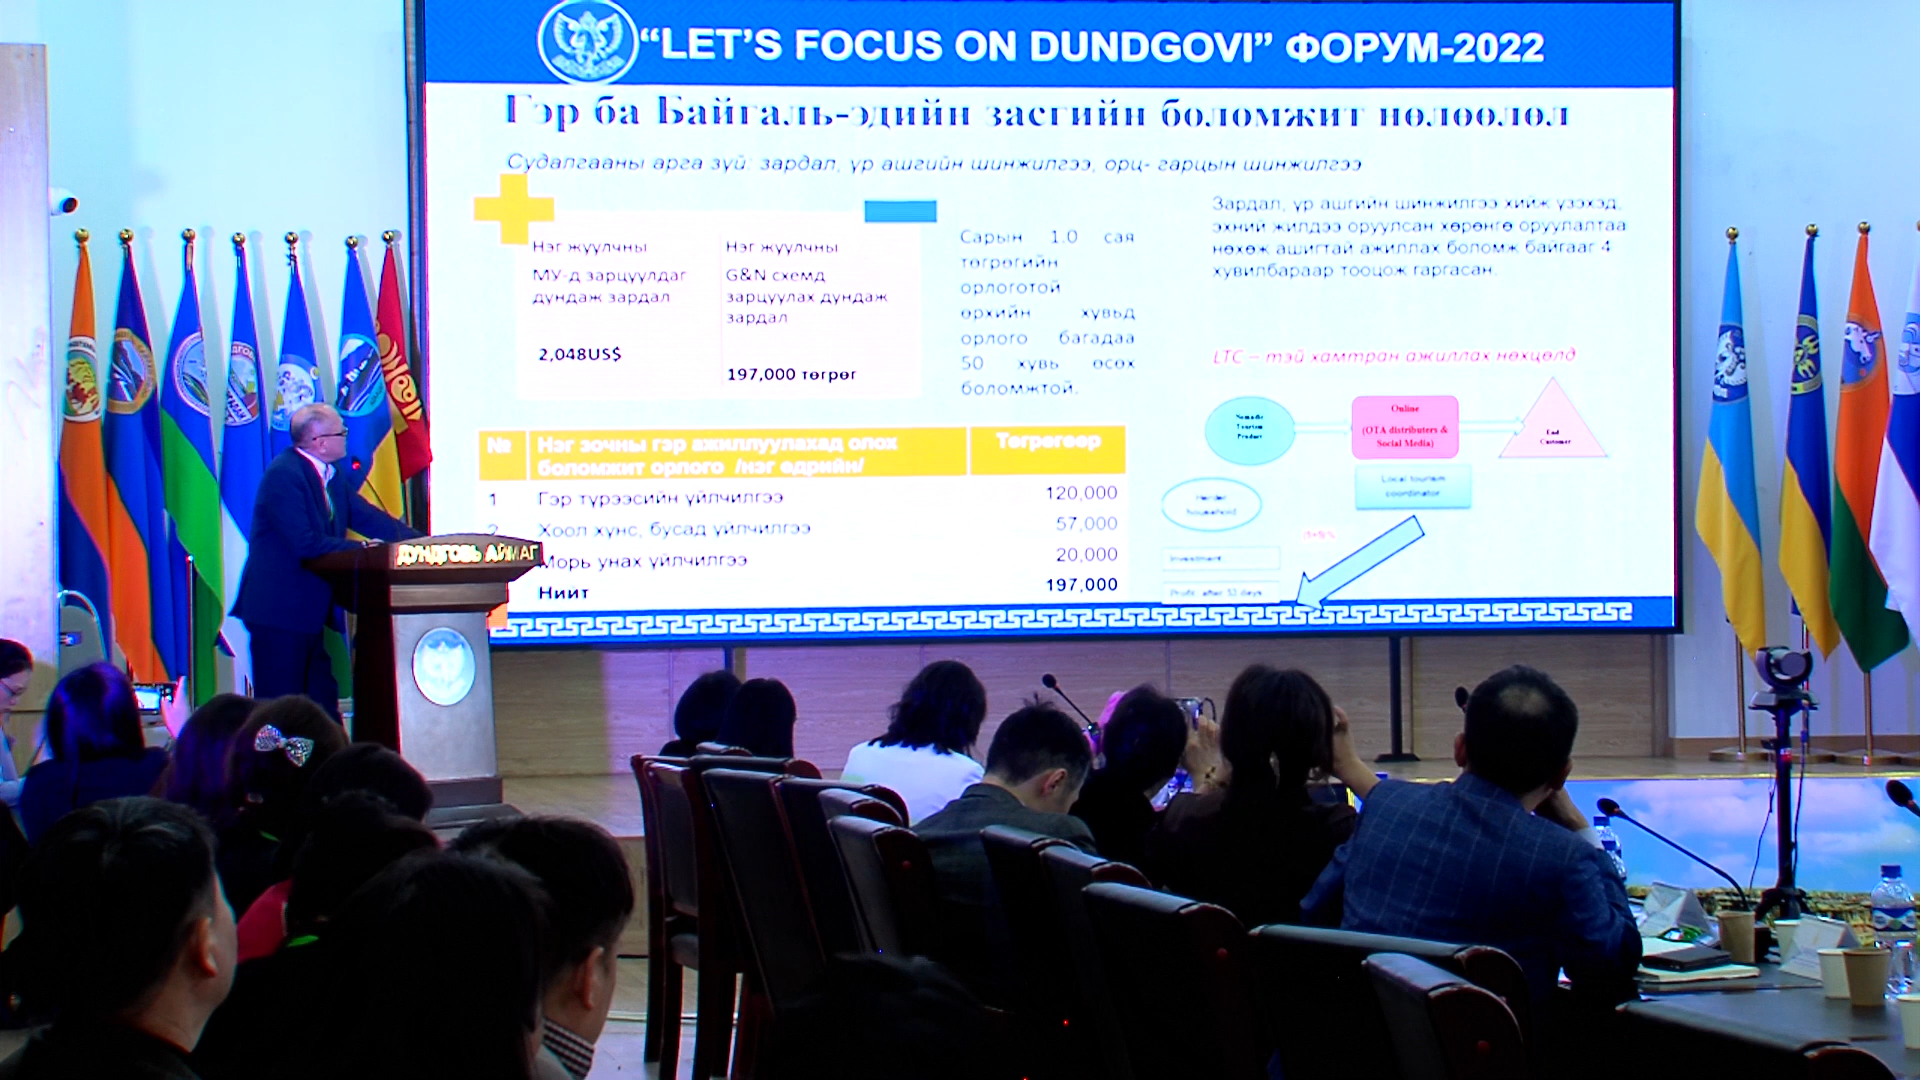 “LET’S FOCUS ON DUNDGOVI” ФОРУМ-2022
Гэр ба Байгаль-эдийн засгийн боломжит нөлөөлөл
Судалгааны арга зүй: зардал, үр ашгийн шинжилгээ, орц- гарцын шинжилгээ
Нэг жуулчны
МУ-д зарцуулдаг
дундаж зардал
2,048US$
Нэг жуулчны
G&N схемд
зарцуулах дундаж
зардал
197,000 төгрөг
Сарын 1.0 сая
төгрөгийн
орлоготой
өрхийн хувьд
орлого багадаа
50 хувь өсөх
боломжтой.
Зардал, үр ашгийн шинжилгээ хийж үзэхэд,
эхний жилдээ оруулсан хөрөнгө оруулалтаа
нөхөж ашигтай ажиллах боломж байгааг 4
хувилбараар тооцож гаргасан.
LTC – тэй хамтран ажиллах нөхцөлд
Nomadic
Tourism
Product
Online
(OTA distributers &
Social Media)
End
Customer
Local tourism
coordinator
Herder
household
Investment
Profit: after 53 days
№ Нэг зочны гэр ажиллуулахад олох Төгрөгөөр
боломжит орлого /нэг өдрийн/
1 Гэр түрээсийн үйлчилгээ 120,000
2 Хоол хүнс, бусад үйлчилгээ 57,000
Морь унах үйлчилгээ 20,000
Нийт 197,000
ДУНДГОВЬ АЙМАГ